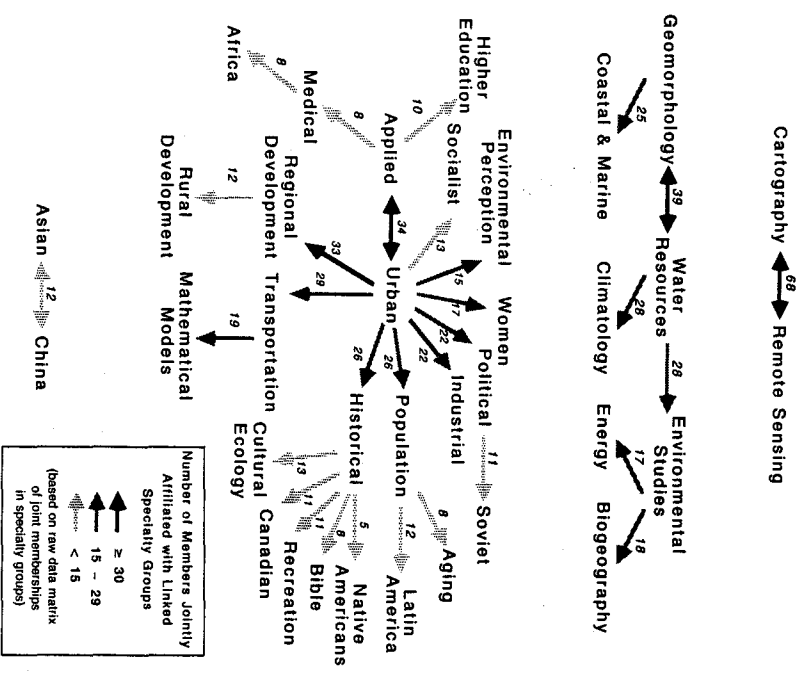 68
Cartography
Remote Sensing
Geomorphology
39
Water
Resources
28
Environmental
Studies
25
28
17
18
Coastal & Marine
Climatology
Energy
Biogeography
Higher
Education
Environmental
Perception
Women
Political
11
Soviet
Socialist
Industrial
Aging
10
13
15
17
22
22
8
Applied
34
Urban
Population
12
Latin
America
8
33
29
26
26
Historical
5
Native
Americans
Medical
8
Bible
11
Recreation
11
Canadian
13
Cultural
Ecology
8
Africa
Regional
Development
Transportation
12
19
Rural
Development
Mathematical
Models
Asian
12
China
Number of Members Jointly
Affiliated with Linked
Specialty Groups
≥ 30
15 – 29
< 15
(based on raw data matrix
of joint memberships
in specialty groups)